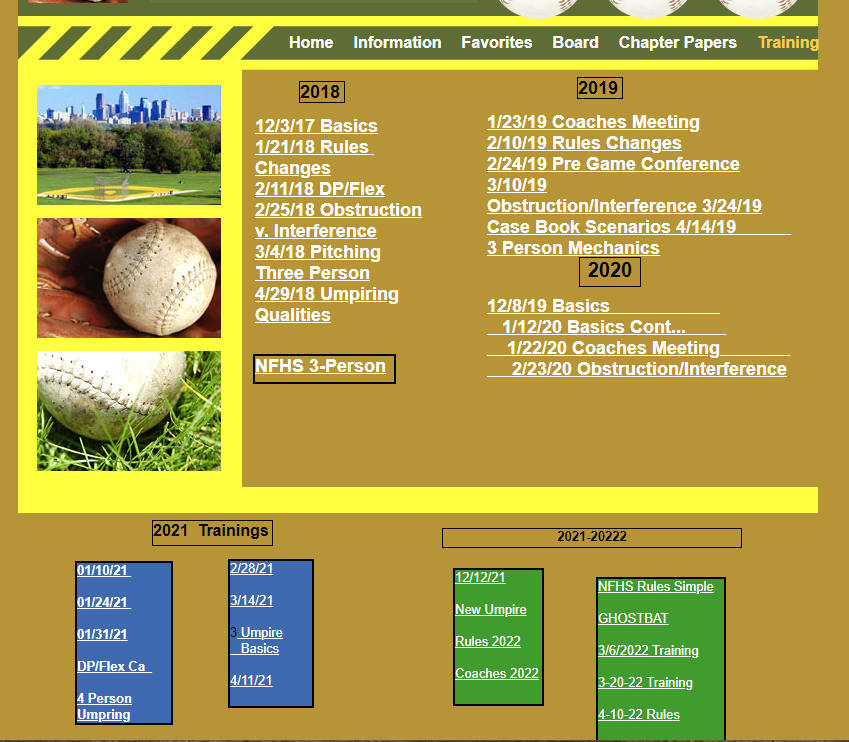 Home Information Favorites Board Chapter Papers Training
2018
12/3/17 Basics
1/21/18 Rules
Changes
2/11/18 DP/Flex
2/25/18 Obstruction
v. Interference
3/4/18 Pitching
Three Person
4/29/18 Umpiring
Qualities
NFHS 3-Person
2019
1/23/19 Coaches Meeting
2/10/19 Rules Changes
2/24/19 Pre Game Conference
3/10/19
Obstruction/Interference 3/24/19
Case Book Scenarios 4/14/19
3 Person Mechanics
2020
12/8/19 Basics
1/12/20 Basics Cont...
1/22/20 Coaches Meeting
2/23/20 Obstruction/Interference
2021 Trainings
01/10/21
01/24/21
01/31/21
DP/Flex Ca
4 Person
Umpring
2/28/21
3/14/21
3 Umpire
Basics
4/11/21
2021-20222
12/12/21
New Umpire
Rules 2022
Coaches 2022
NFHS Rules Simple
GHOSTBAT
3/6/2022 Training
3-20-22 Training
4-10-22 Rules